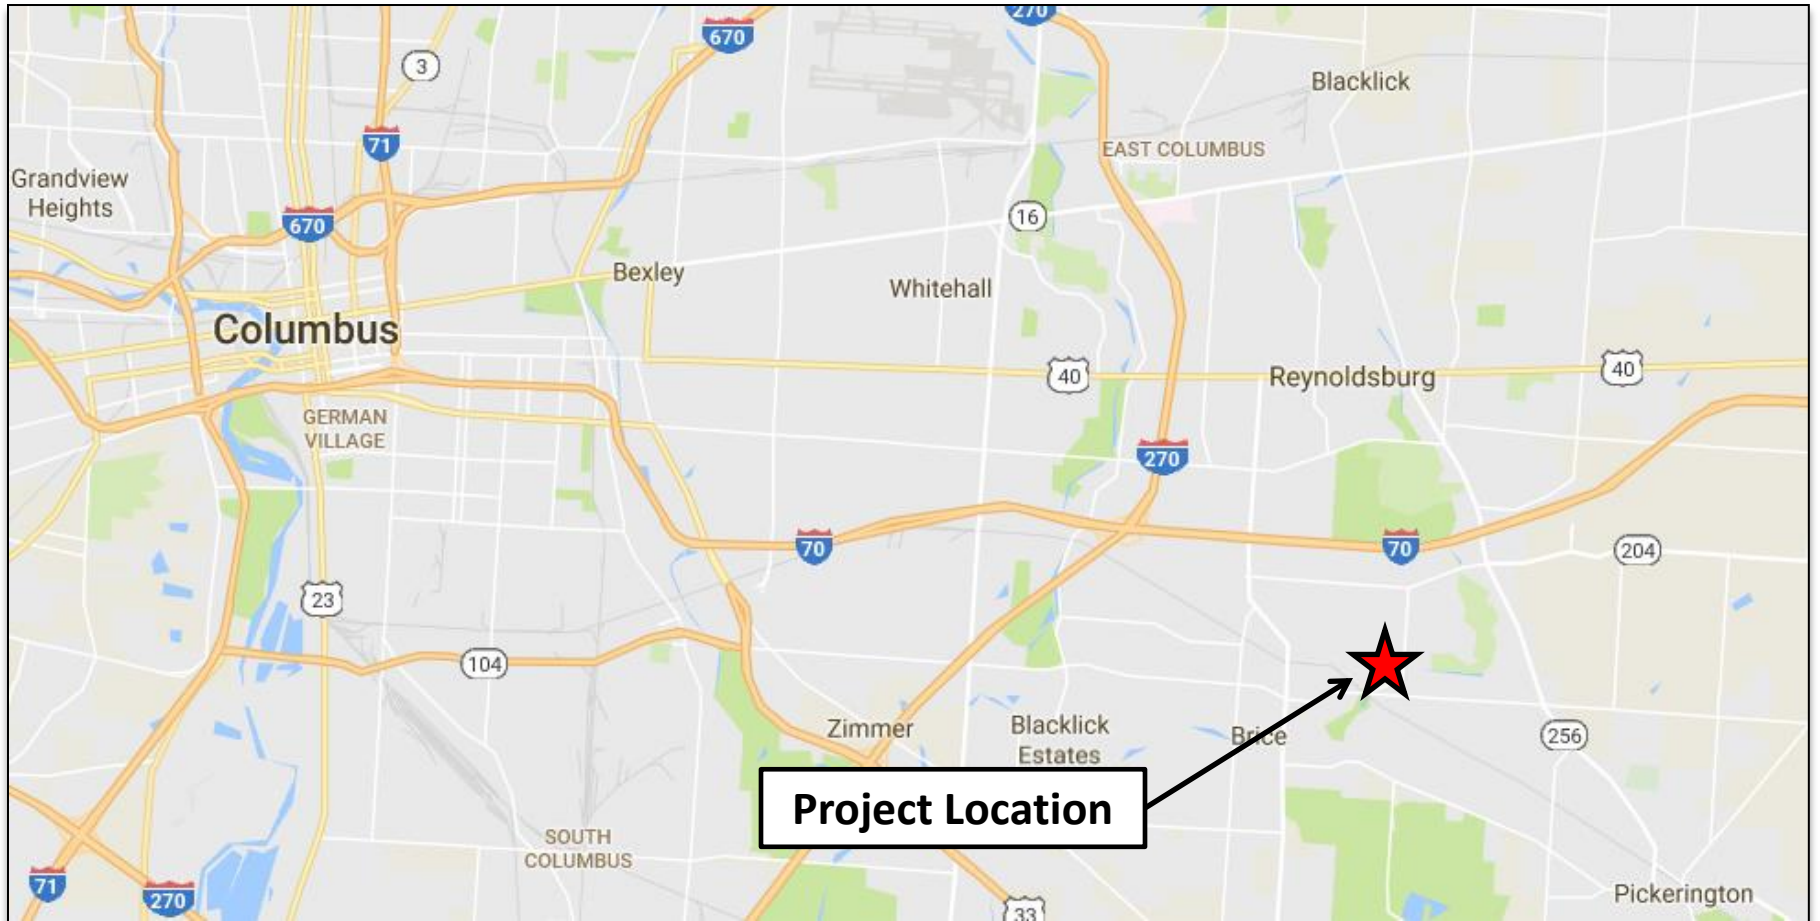 270
670
3
Blacklick
71
EAST COLUMBUS
Grandview
Heights
16
670
Bexley
Whitehall
Columbus
40
Reynoldsburg
40
GERMAN
VILLAGE
270
70
70
204
23
104
Zimmer
Blacklick
Estates
Brice
256
Project Location
SOUTH
COLUMBUS
71
270
33
Pickerington